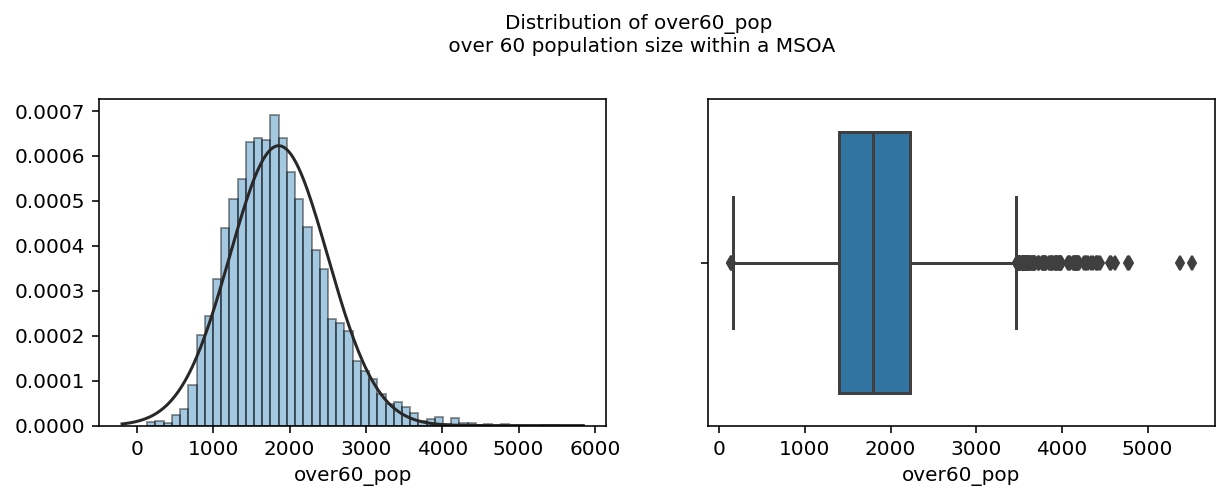 Distribution of over60_pop
over 60 population size within a MSOA
0.0007
0.0006
0.0005
0.0004
0.0003
0.0002
0.0001
0.0000
0 1000 2000 3000 4000 5000 6000
over60_pop
0 1000 2000 3000 4000 5000
over60_pop